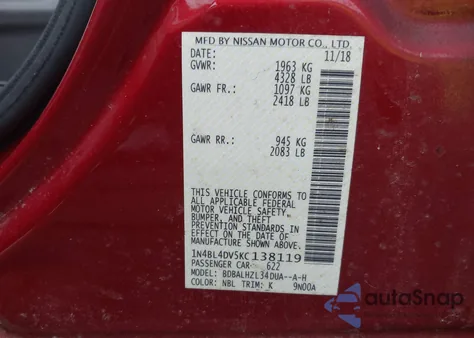 MFD BY NISSAN MOTOR CO., LTD.
DATE: 11/18
GVWR: 1963 KG
4328 LB
GAWR FR.: 1097 KG
2418 LB
GAWR RR.: 945 KG
2083 LB
THIS VEHICLE CONFORMS TO
ALL APPLICABLE FEDERAL
MOTOR VEHICLE SAFETY,
BUMPER, AND THEFT
PREVENTION STANDARDS
IN EFFECT ON THE DATE OF
MANUFACTURE SHOWN ABOVE.
1N4BL4DV5KC138119
PASSENGER CAR 622
MODEL: BDBALHZL34DUA--A-H
COLOR: NBL TRIM: K 9N00A
autoSnap